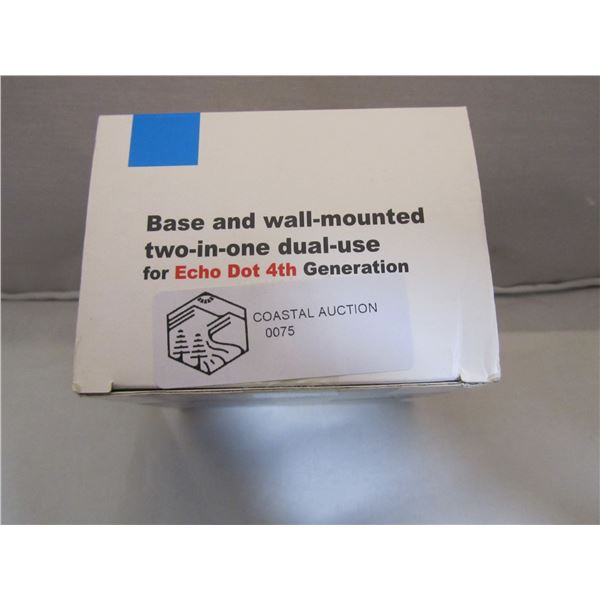 Base and wall-mounted
two-in-one dual-use
for Echo Dot 4th Generation
COASTAL AUCTION
0075